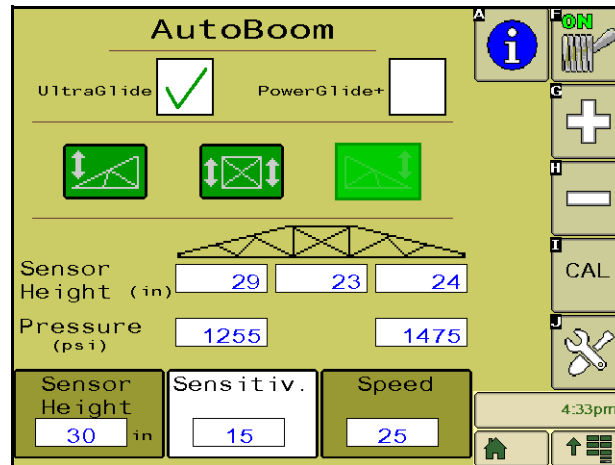 AutoBoom
UltraGlide
PowerGlide+
Sensor
Height (in)
29 23 24
Pressure
(psi)
1255 1475
Sensor
Height
30 in
Sensitiv.
15
Speed
25
A
i
F
ON
G
H
I
CAL
J
4:33pm